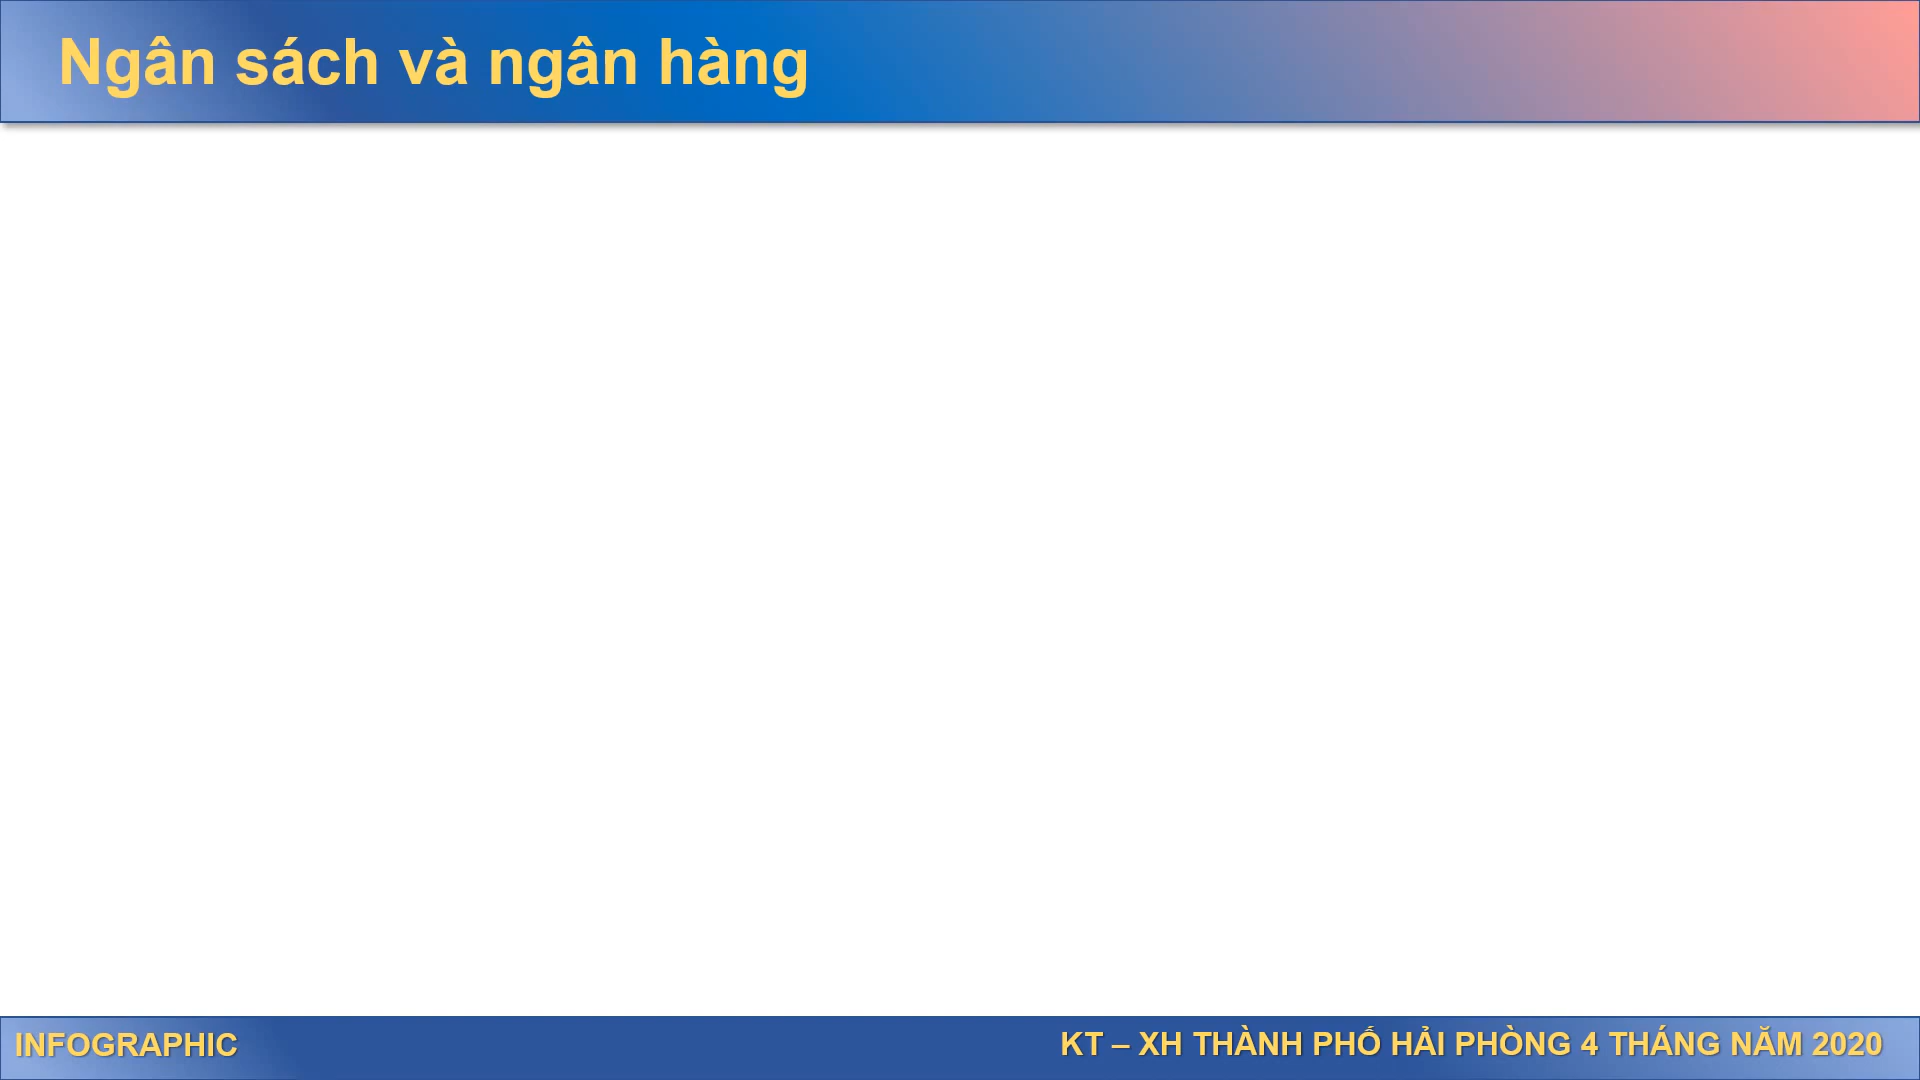 Ngân sách và ngân hàng
INFOGRAPHIC
KT – XH THÀNH PHỐ HẢI PHÒNG 4 THÁNG NĂM 2020